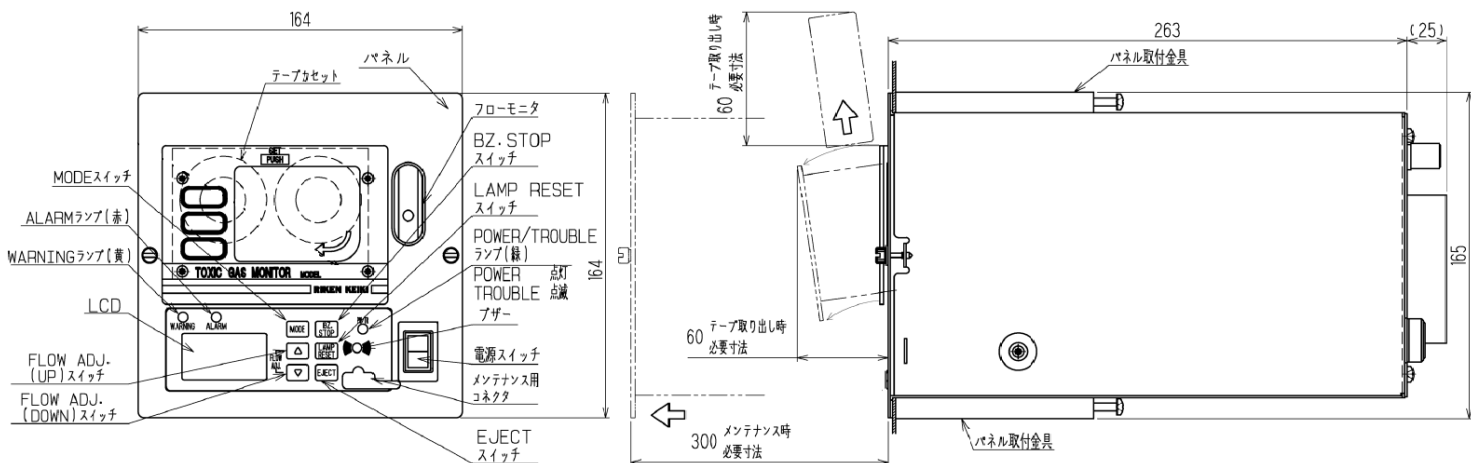 164
パネル
テープカセット
フローモニタ
BZ.STOP
スイッチ
MODEスイッチ
LAMP RESET
スイッチ
ALARMランプ(赤)
POWER/TROUBLE
ランプ(緑)
POWER 点灯
TROUBLE 点滅
WARNINGランプ(黄)
LCD
ブザー
FLOW ADJ.
(UP)スイッチ
電源スイッチ
FLOW ADJ.
(DOWN)スイッチ
メンテナンス用
コネクタ
EJECT
スイッチ
164
SET
PUSH
TOXIC GAS MONITOR MODEL
RIKEN KEIKI
WARNING
ALARM
MODE
BZ.
STOP
LAMP
RESET
FLOW
ADJ.
△
▽
EJECT
60 テープ取り出し時
必要寸法
263
(25)
パネル取付金具
165
60 テープ取り出し時
必要寸法
300 メンテナンス時
必要寸法
パネル取付金具